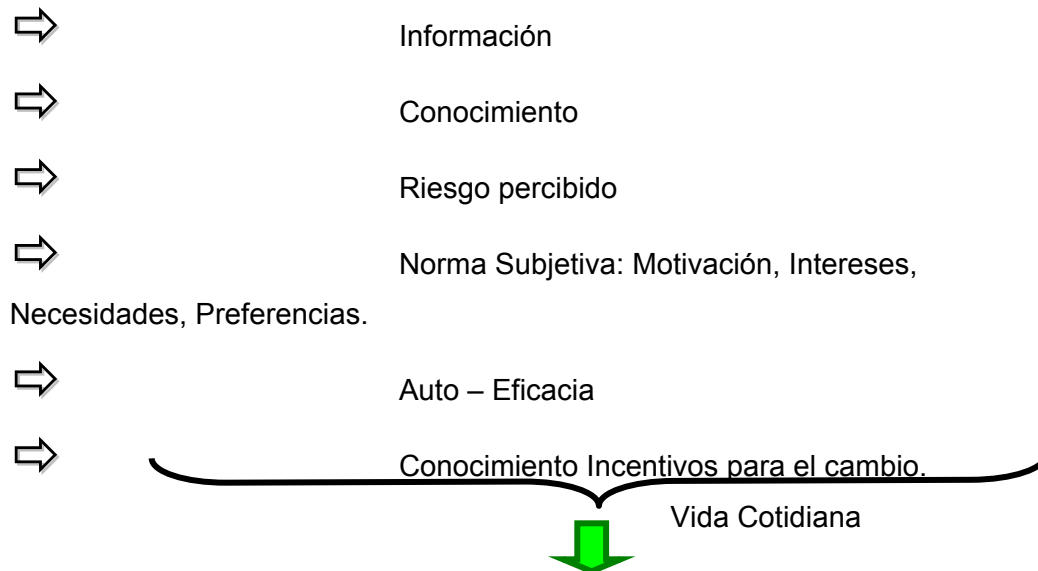 Información
Conocimiento
Riesgo percibido
Norma Subjetiva: Motivación, Intereses,
Necesidades, Preferencias.
Auto – Eficacia
Conocimiento Incentivos para el cambio.
Vida Cotidiana